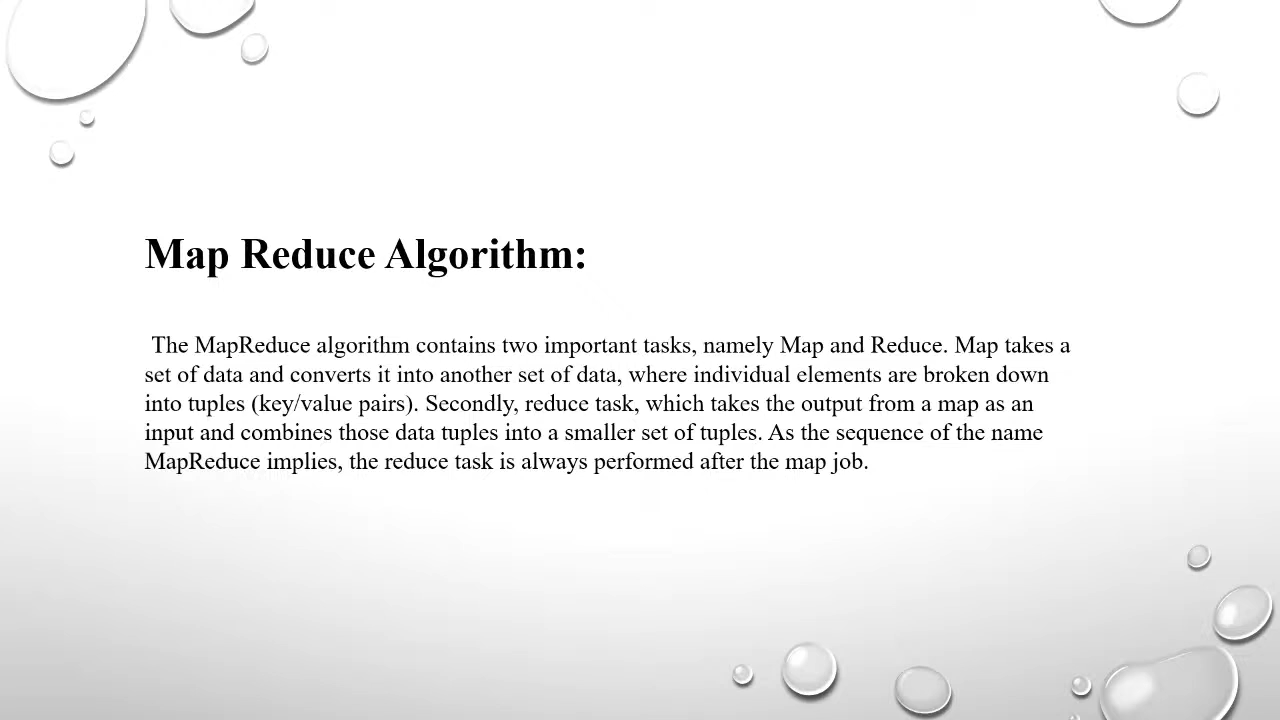 Map Reduce Algorithm:
The MapReduce algorithm contains two important tasks, namely Map and Reduce. Map takes a
set of data and converts it into another set of data, where individual elements are broken down
into tuples (key/value pairs). Secondly, reduce task, which takes the output from a map as an
input and combines those data tuples into a smaller set of tuples. As the sequence of the name
MapReduce implies, the reduce task is always performed after the map job.